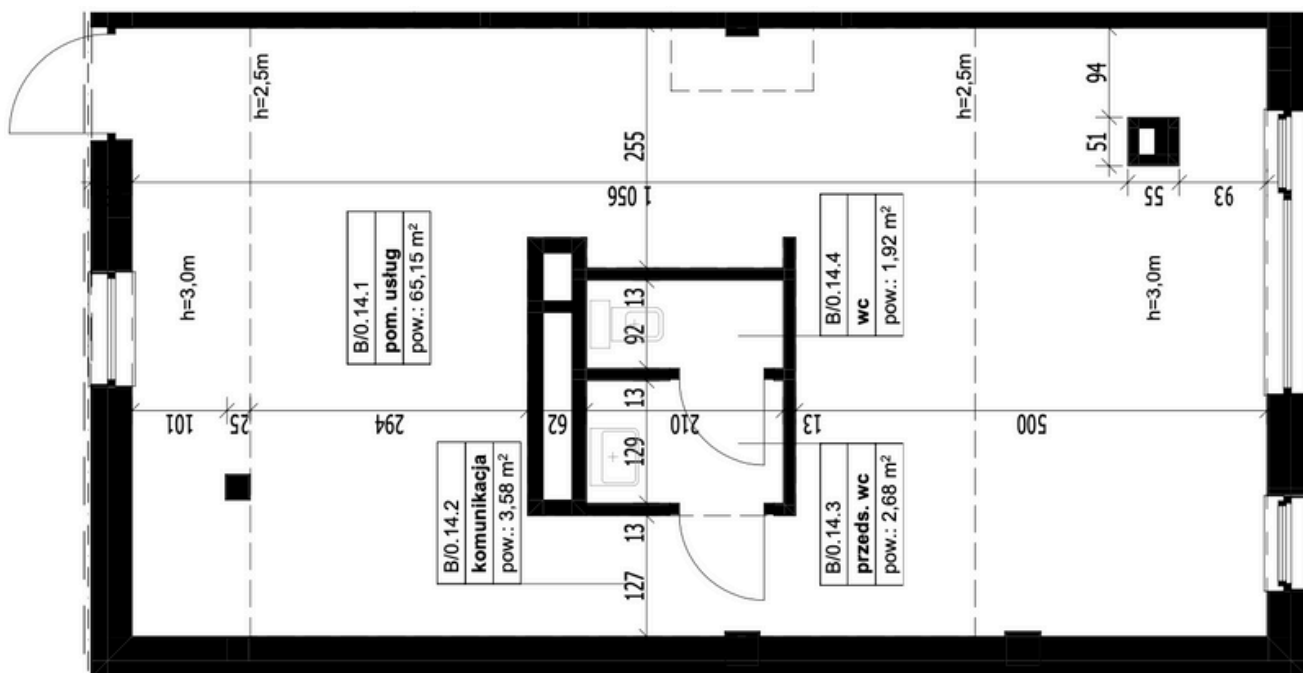 h=2,5m
h=2,5m
94
51
255
1 056
55
93
h=3,0m
h=3,0m
B/0.14.1
pom. usług
pow.: 65,15 m²
B/0.14.4
wc
pow.: 1,92 m²
13
92
13
129
13
127
101
25
294
62
210
13
500
B/0.14.2
komunikacja
pow.: 3,58 m²
B/0.14.3
przeds. wc
pow.: 2,68 m²